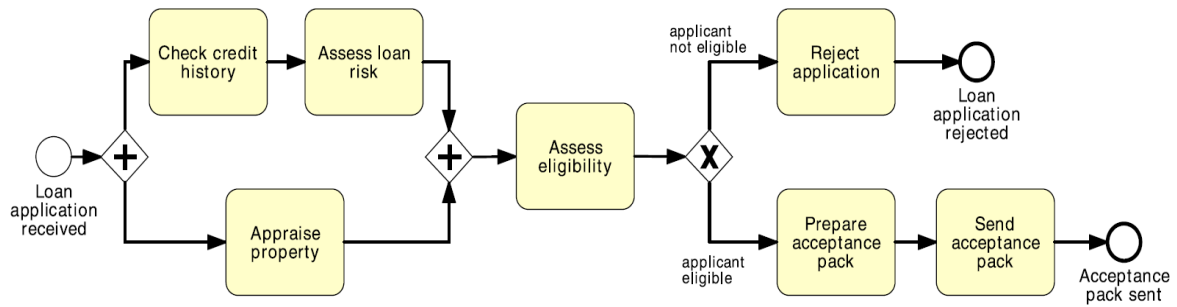 Loan
application
received
Check credit
history
Assess loan
risk
Appraise
property
Assess
eligibility
applicant
not eligible
Reject
application
Loan
application
rejected
applicant
eligible
Prepare
acceptance
pack
Send
acceptance
pack
Acceptance
pack sent